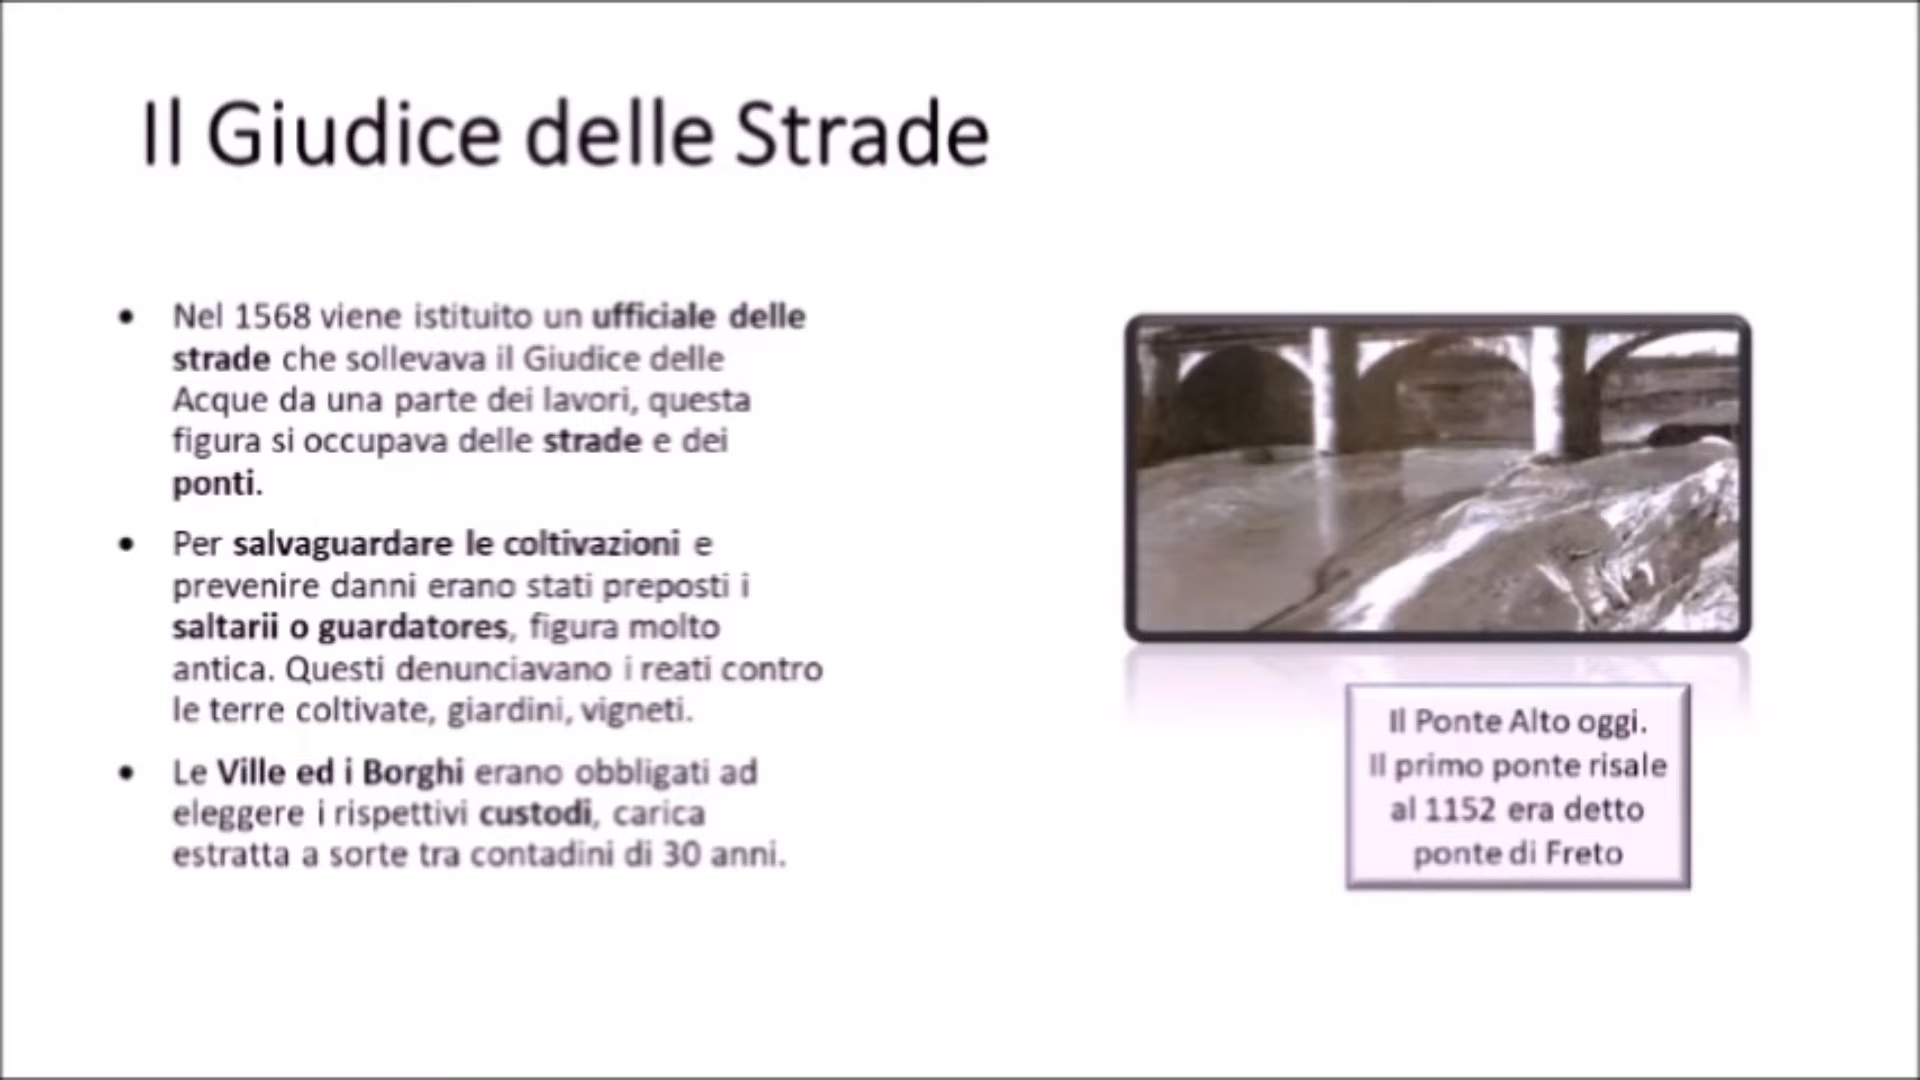 Il Giudice delle Strade
• Nel 1568 viene istituito un ufficiale delle
strade che sollevava il Giudice delle
Acque da una parte dei lavori, questa
figura si occupava delle strade e dei
ponti.
• Per salvaguardare le coltivazioni e
prevenire danni erano stati preposti i
saltarii o guardatores, figura molto
antica. Questi denunciavano i reati contro
le terre coltivate, giardini, vigneti.
• Le Ville ed i Borghi erano obbligati ad
eleggere i rispettivi custodi, carica
estratta a sorte tra contadini di 30 anni.
Il Ponte Alto oggi.
Il primo ponte risale
al 1152 era detto
ponte di Freto